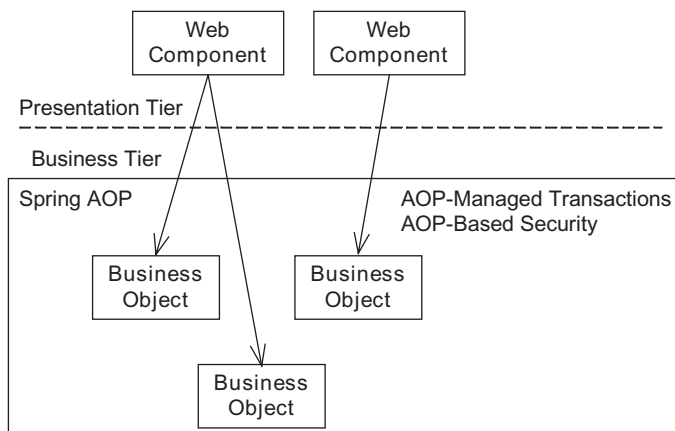 Web
Component
Web
Component
Presentation Tier
Business Tier
Spring AOP
AOP-Managed Transactions
AOP-Based Security
Business
Object
Business
Object
Business
Object